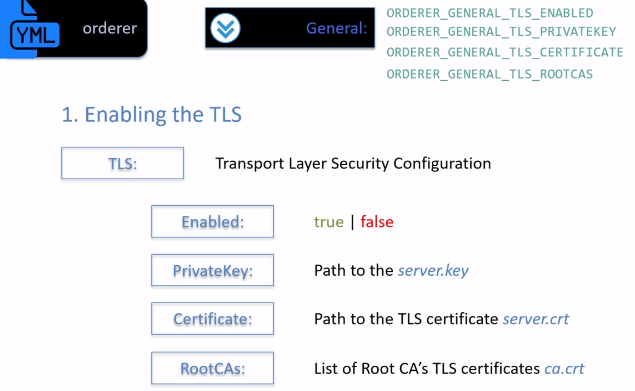 YML orderer
General:
ORDERER_GENERAL_TLS_ENABLED
ORDERER_GENERAL_TLS_PRIVATEKEY
ORDERER_GENERAL_TLS_CERTIFICATE
ORDERER_GENERAL_TLS_ROOTCAS
1. Enabling the TLS
TLS: Transport Layer Security Configuration
Enabled: true | false
PrivateKey: Path to the server.key
Certificate: Path to the TLS certificate server.crt
RootCAs: List of Root CA's TLS certificates ca.crt